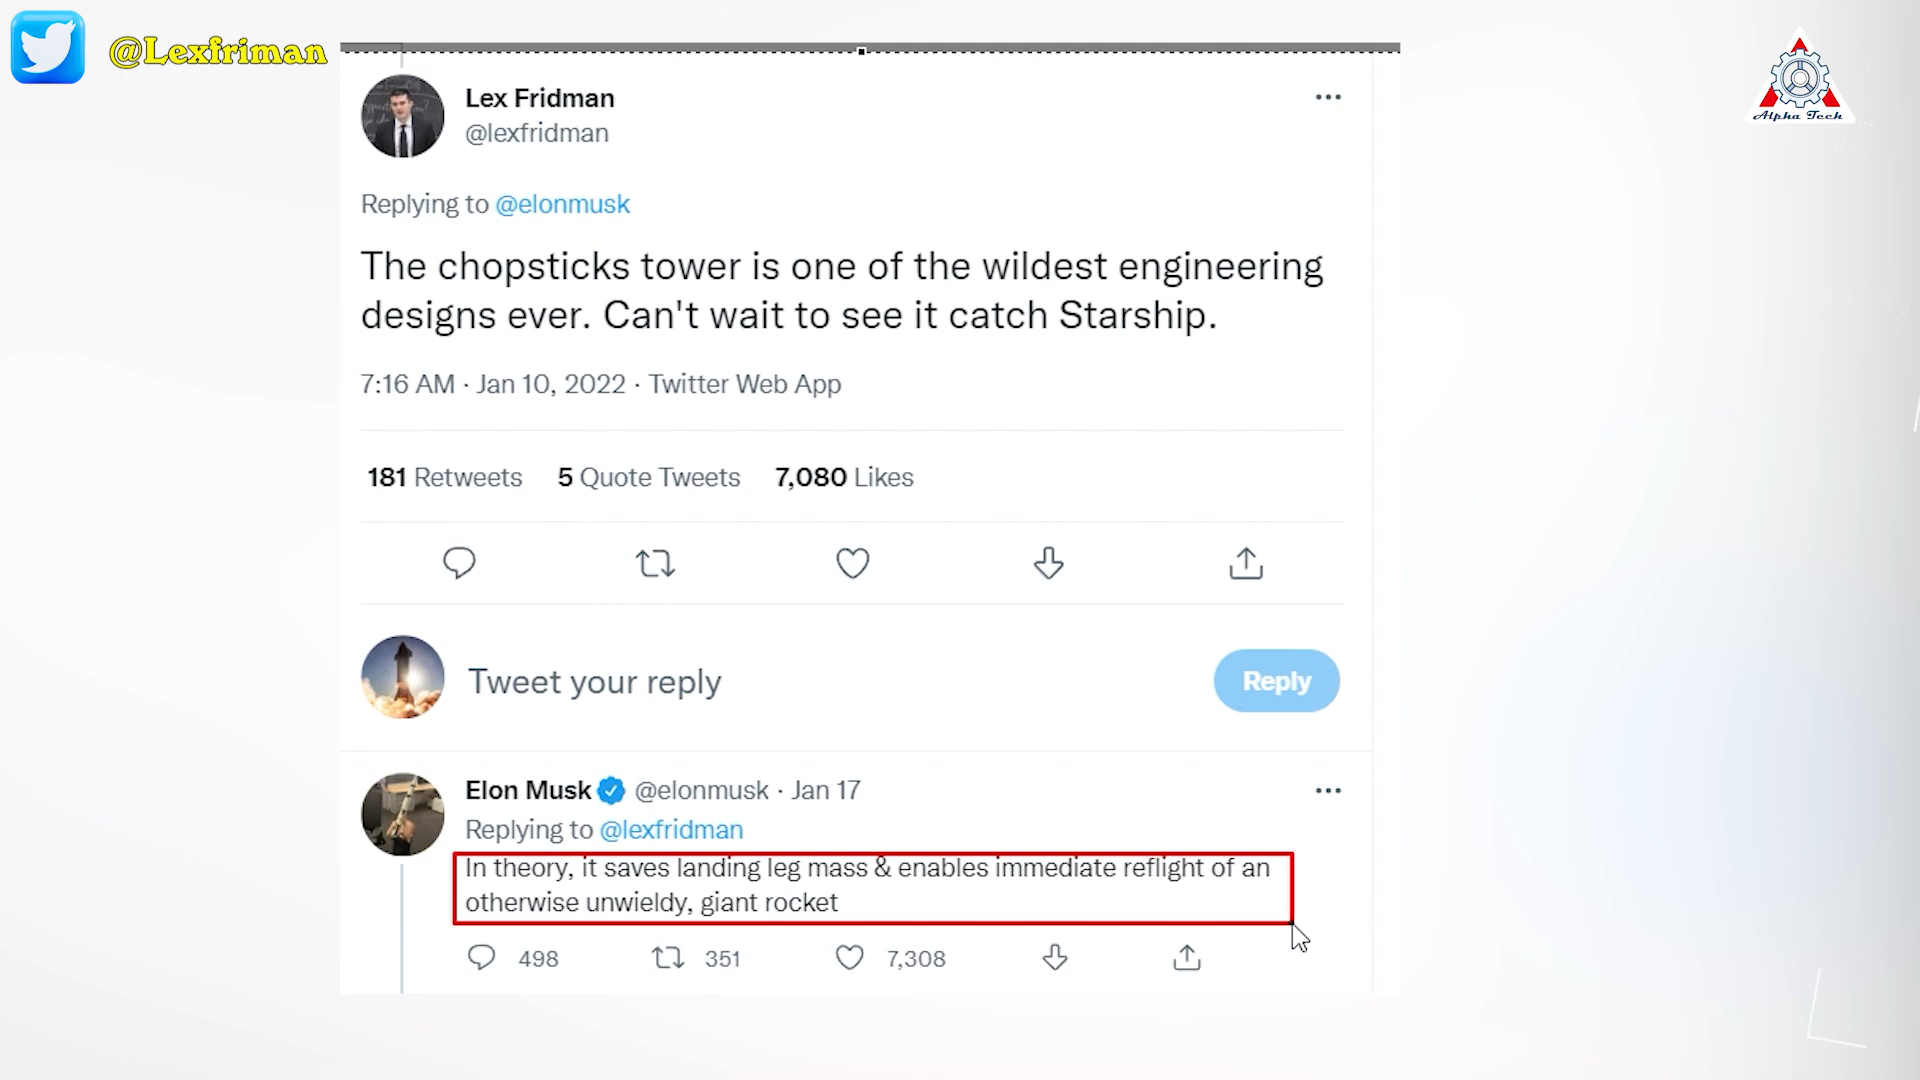 @Lexfriman
Alpha Tech
Lex Fridman
@lexfridman
Replying to @elonmusk
The chopsticks tower is one of the wildest engineering
designs ever. Can't wait to see it catch Starship.
7:16 AM · Jan 10, 2022 · Twitter Web App
181 Retweets 5 Quote Tweets 7,080 Likes
Tweet your reply
Reply
Elon Musk @elonmusk · Jan 17
Replying to @lexfridman
In theory, it saves landing leg mass & enables immediate reflight of an
otherwise unwieldy, giant rocket
498 351 7,308